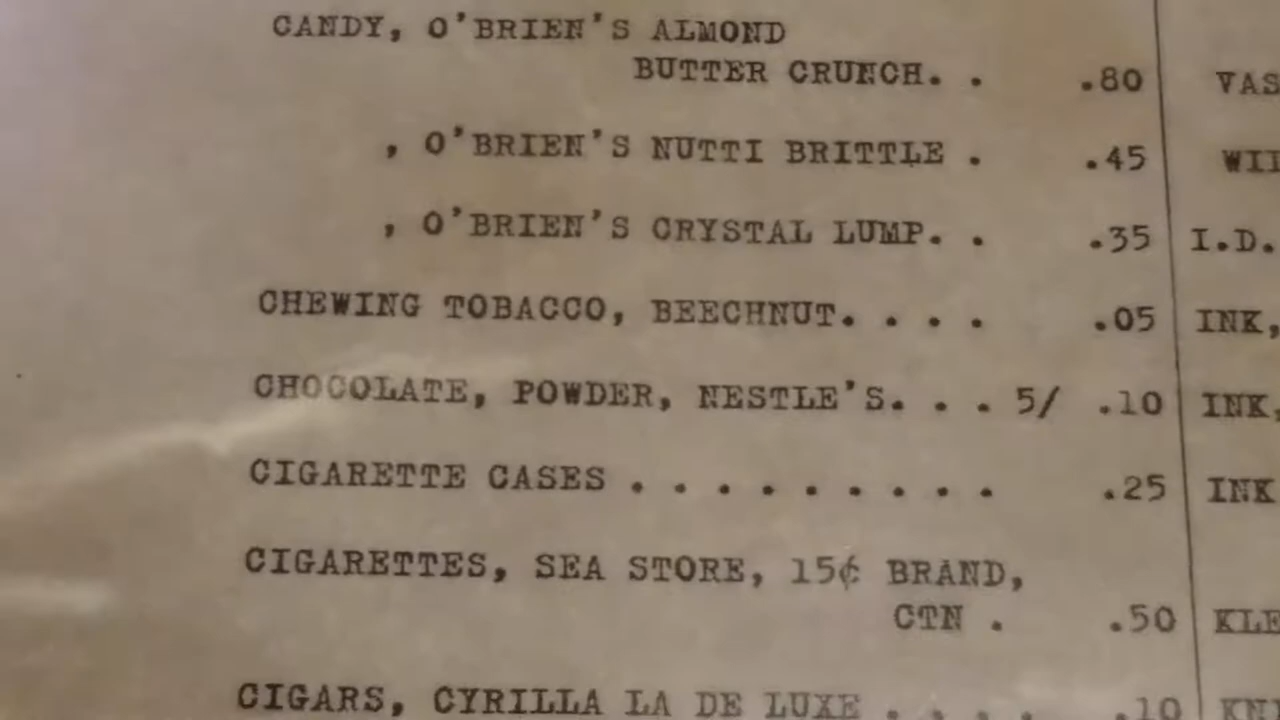 CANDY, O'BRIEN'S ALMOND
BUTTER CRUNCH. . .80
, O'BRIEN'S NUTTI BRITTLE . .45
, O'BRIEN'S CRYSTAL LUMP. . .35
CHEWING TOBACCO, BEECHNUT. . . . .05
CHOCOLATE, POWDER, NESTLE'S. . . 5/ .10
CIGARETTE CASES . . . . . . . . . .25
CIGARETTES, SEA STORE, 15¢ BRAND,
CTN . .50
CIGARS, CYRILLA LA DE LUXE . . . . .10
I.D.
INK,
INK,
INK